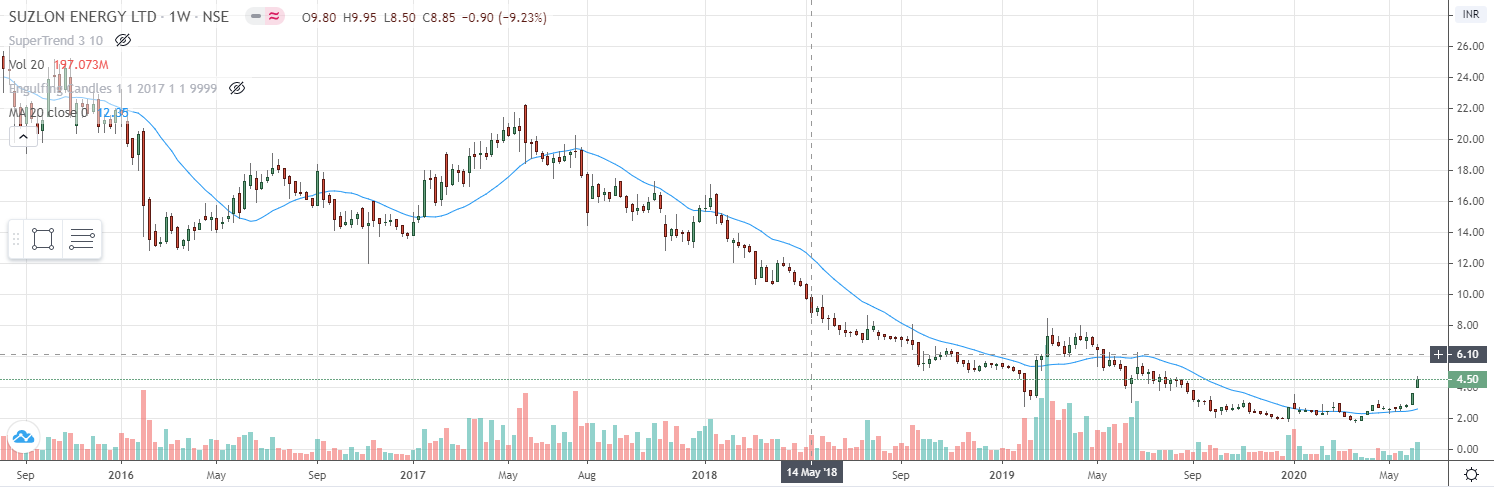 SUZLON ENERGY LTD · 1W · NSE O9.80 H9.95 L8.50 C8.85 −0.90 (−9.23%)
INR
SuperTrend 3 10
Vol 20 197.073M
Engulfing Candles 1 1 2017 1 1 9999
MA 20 close 0 12.35
26.00
24.00
22.00
20.00
18.00
16.00
14.00
12.00
10.00
8.00
6.10
4.50
4.00
2.00
0.00
Sep 2016 May Sep 2017 May Aug 2018 14 May '18 Sep 2019 May Sep 2020 May